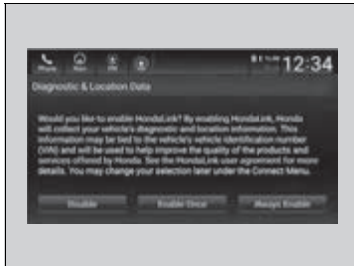 Phone
12:34
Diagnostic & Location Data
Would you like to enable HondaLink? By enabling HondaLink, Honda
will collect your vehicle's diagnostic and location information. This
information may be tied to the vehicle's vehicle identification number
(VIN) and will be used to help improve the quality of the products and
services offered by Honda. See the HondaLink user agreement for more
details. You may change your selection later under the Connect Menu.
Disable
Enable Once
Always Enable